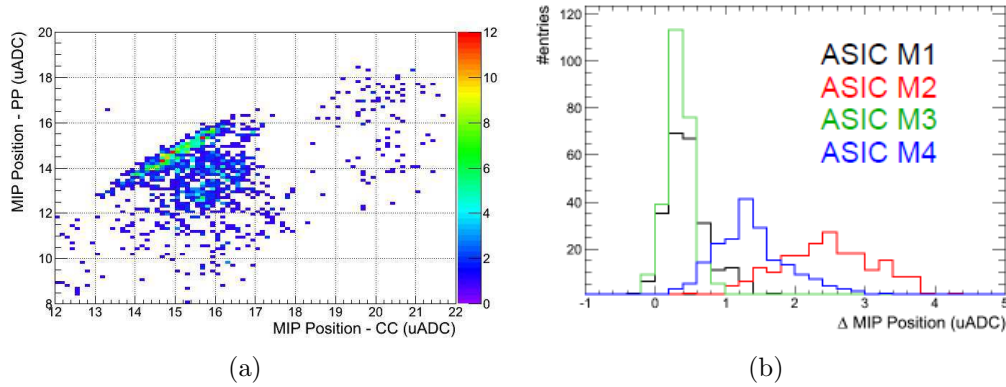 MIP Position - PP (uADC)
20
18
16
14
12
10
8
12 13 14 15 16 17 18 19 20 21 22
MIP Position - CC (uADC)
12
10
8
6
4
2
0
(a)
#entries
120
100
80
60
40
20
-1 0 1 2 3 4 5
Δ MIP Position (uADC)
ASIC M1
ASIC M2
ASIC M3
ASIC M4
(b)